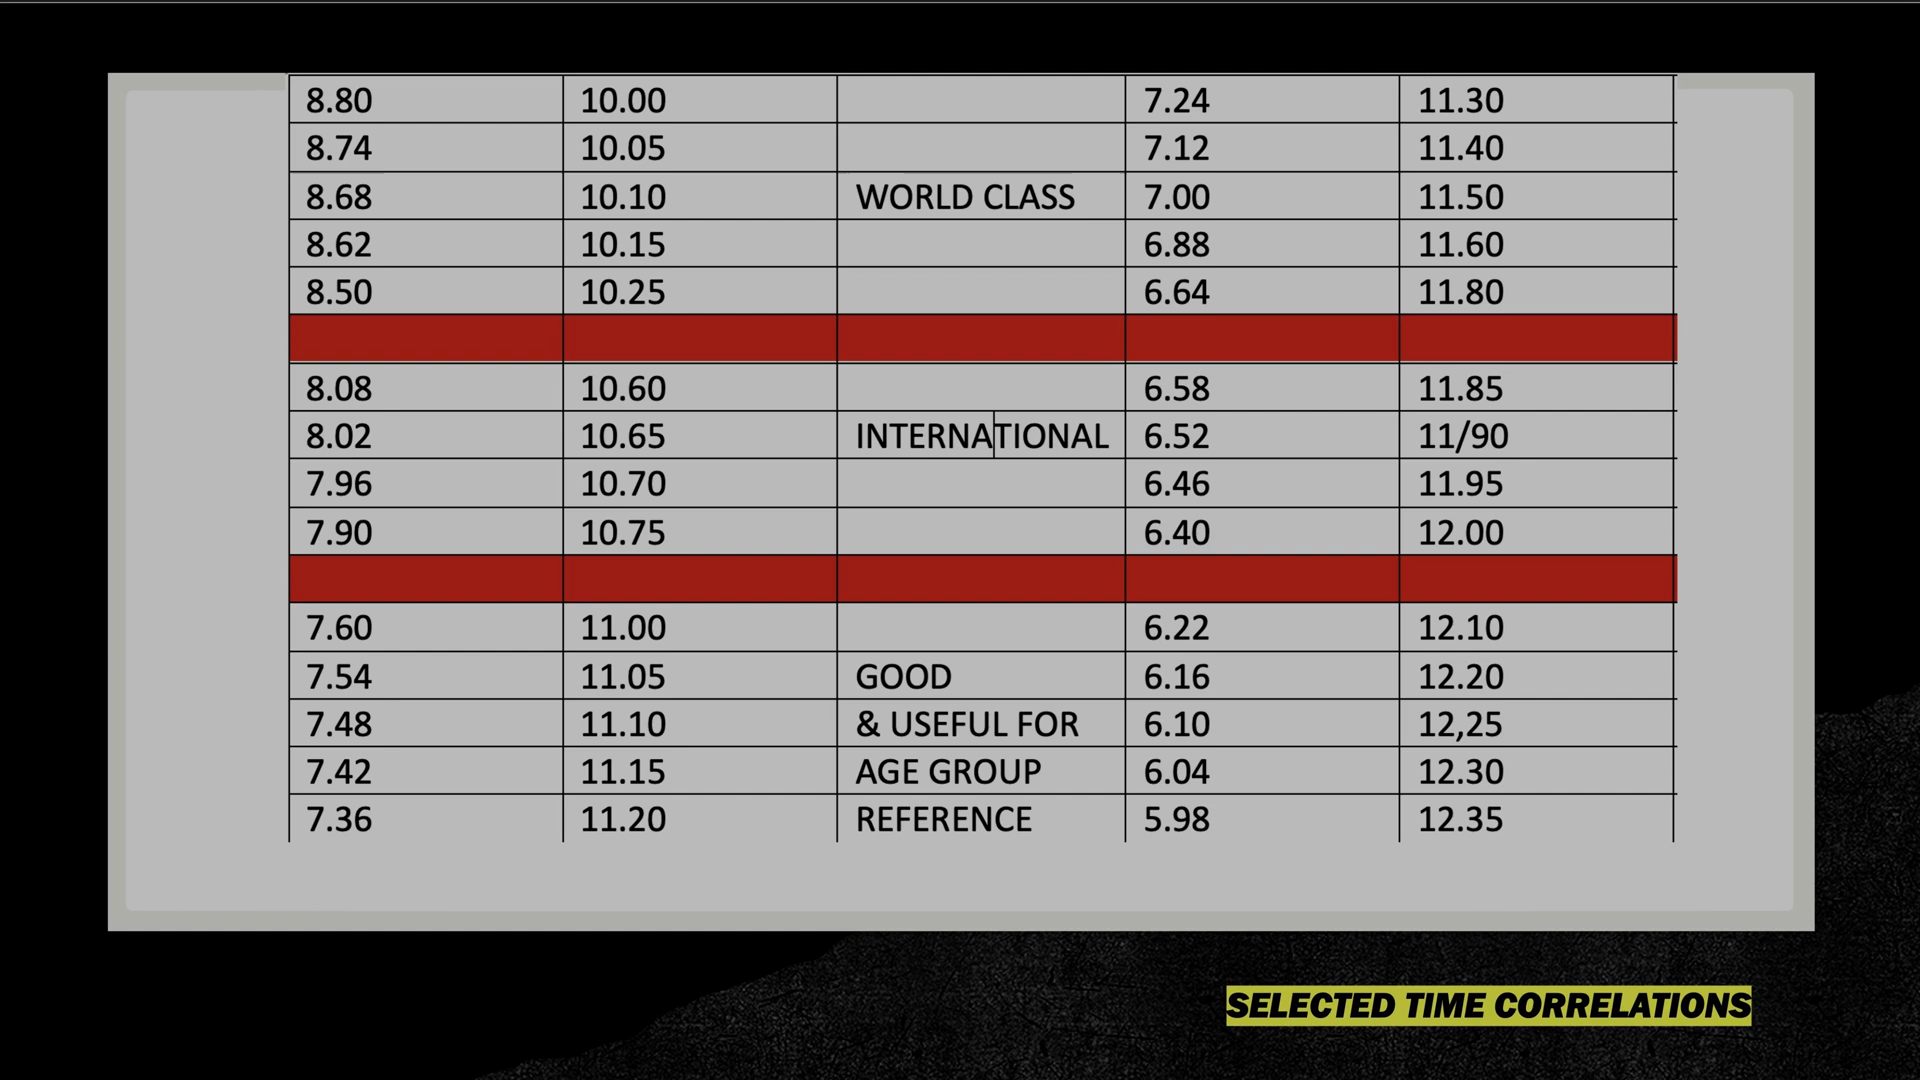 8.80 10.00 7.24 11.30
8.74 10.05 7.12 11.40
8.68 10.10 WORLD CLASS 7.00 11.50
8.62 10.15 6.88 11.60
8.50 10.25 6.64 11.80
8.08 10.60 6.58 11.85
8.02 10.65 INTERNATIONAL 6.52 11/90
7.96 10.70 6.46 11.95
7.90 10.75 6.40 12.00
7.60 11.00 6.22 12.10
7.54 11.05 GOOD 6.16 12.20
7.48 11.10 & USEFUL FOR 6.10 12,25
7.42 11.15 AGE GROUP 6.04 12.30
7.36 11.20 REFERENCE 5.98 12.35
SELECTED TIME CORRELATIONS